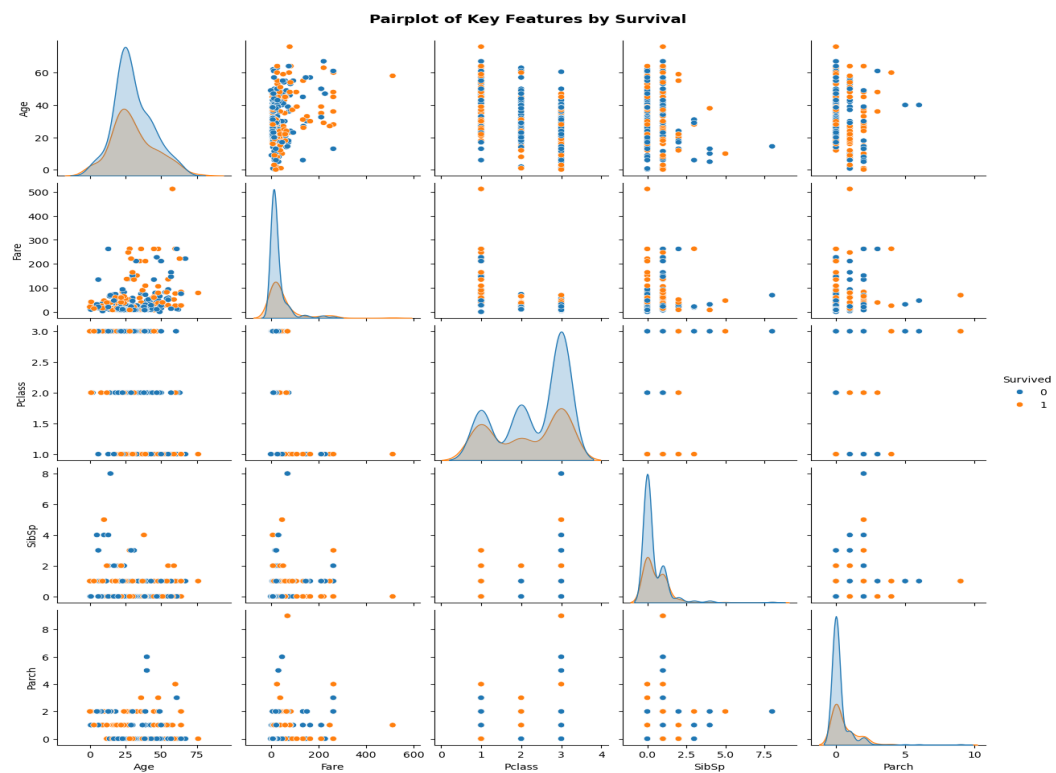 Pairplot of Key Features by Survival
60
40
20
0
Age
500
400
300
200
100
0
Fare
3.0
2.5
2.0
1.5
1.0
Pclass
Survived
0
1
8
6
4
2
0
SibSp
8
6
4
2
0
Parch
0 25 50 75
0 200 400 600
0 1 2 3 4
0.0 2.5 5.0 7.5
0 5 10
Age Fare Pclass SibSp Parch